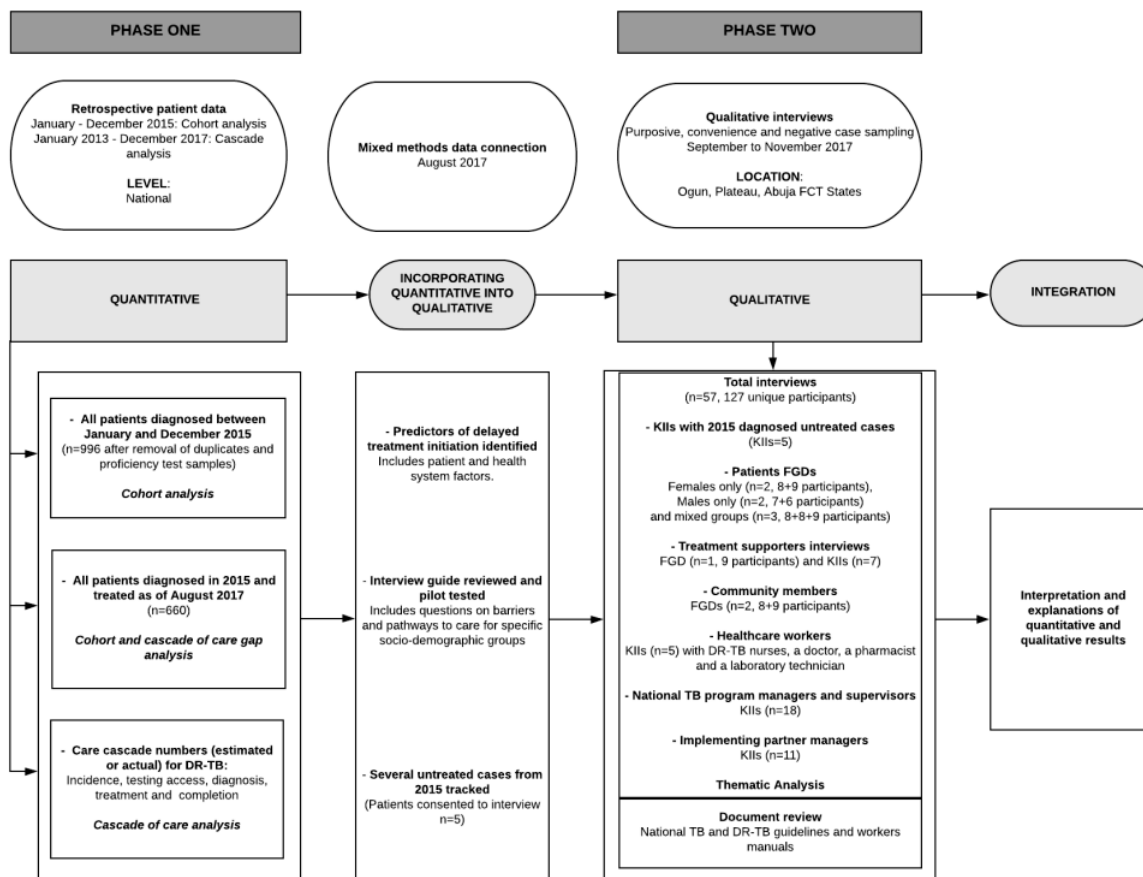 PHASE ONE
PHASE TWO
Retrospective patient data
January - December 2015: Cohort analysis
January 2013 - December 2017: Cascade
analysis
LEVEL:
National
Mixed methods data connection
August 2017
Qualitative interviews
Purposive, convenience and negative case sampling
September to November 2017
LOCATION:
Ogun, Plateau, Abuja FCT States
QUANTITATIVE
INCORPORATING
QUANTITATIVE INTO
QUALITATIVE
QUALITATIVE
INTEGRATION
- All patients diagnosed between
January and December 2015
(n=996 after removal of duplicates and
proficiency test samples)
Cohort analysis
- All patients diagnosed in 2015 and
treated as of August 2017
(n=660)
Cohort and cascade of care gap
analysis
- Care cascade numbers (estimated
or actual) for DR-TB:
Incidence, testing access, diagnosis,
treatment and completion
Cascade of care analysis
- Predictors of delayed
treatment initiation identified
Includes patient and health
system factors.
- Interview guide reviewed and
pilot tested
Includes questions on barriers
and pathways to care for specific
socio-demographic groups
- Several untreated cases from
2015 tracked
(Patients consented to interview
n=5)
Total interviews
(n=57, 127 unique participants)
- KIIs with 2015 dagnosed untreated cases
(KIIs=5)
- Patients FGDs
Females only (n=2, 8+9 participants),
Males only (n=2, 7+6 participants)
and mixed groups (n=3, 8+8+9 participants)
- Treatment supporters interviews
FGD (n=1, 9 participants) and KIIs (n=7)
- Community members
FGDs (n=2, 8+9 participants)
- Healthcare workers
KIIs (n=5) with DR-TB nurses, a doctor, a pharmacist
and a laboratory technician
- National TB program managers and supervisors
KIIs (n=18)
- Implementing partner managers
KIIs (n=11)
Thematic Analysis
Document review
National TB and DR-TB guidelines and workers
manuals
Interpretation and
explanations of
quantitative and
qualitative results